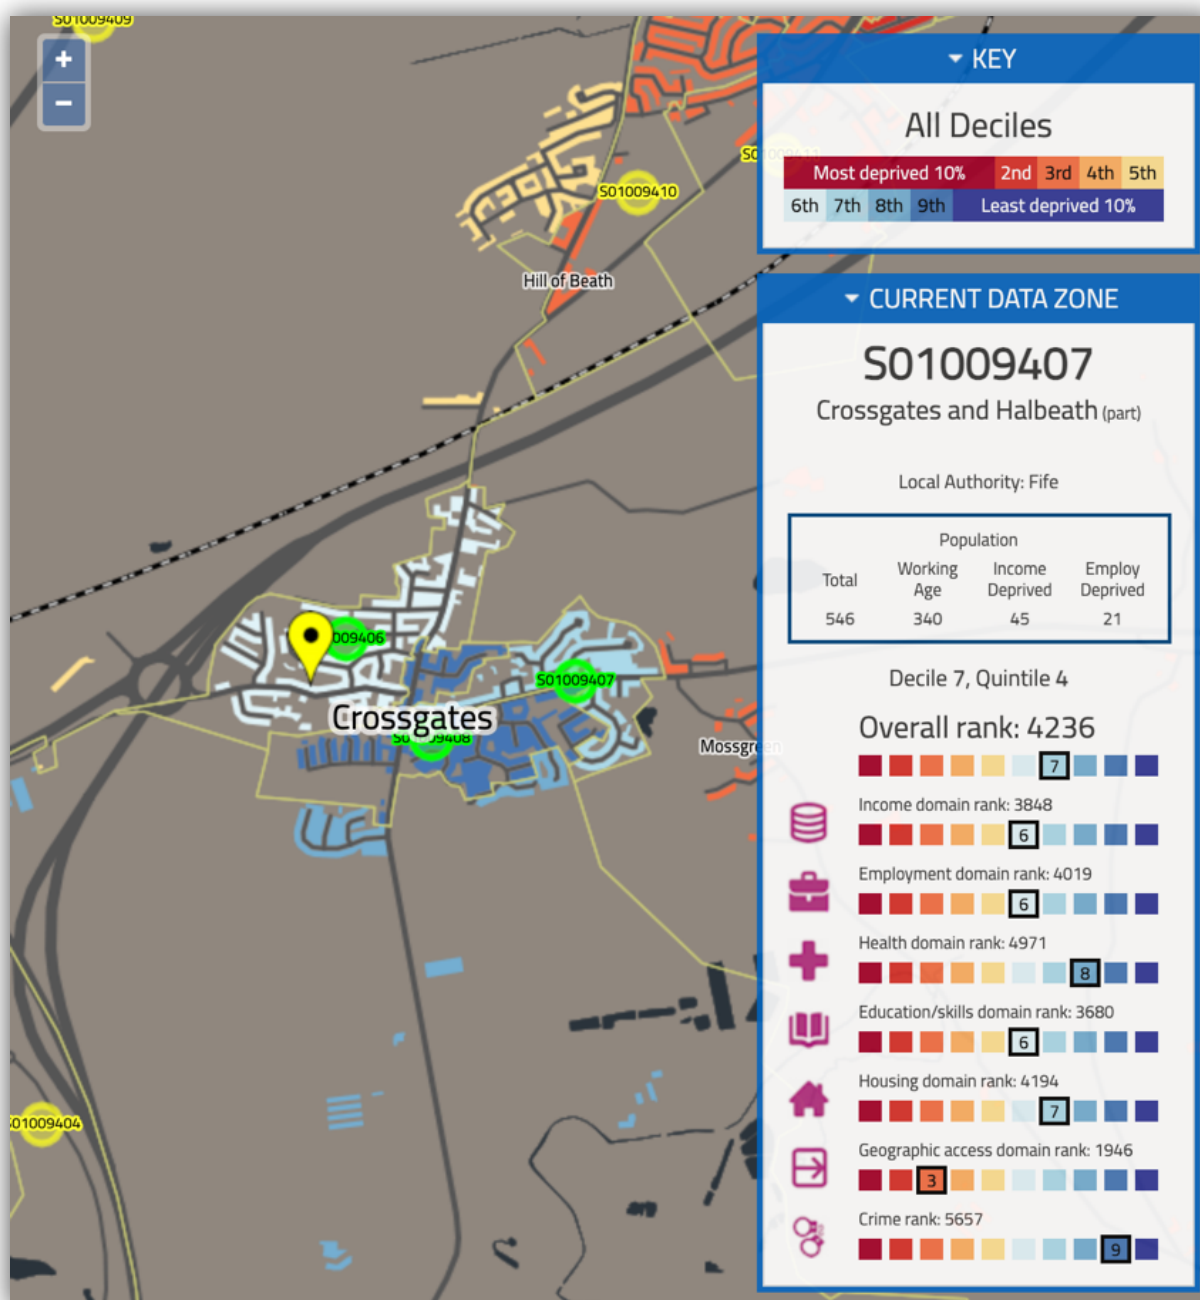 S01009409
+
−
S01009410
Hill of Beath
009406
S01009407
Crossgates
Mossgreen
S01009404
KEY
All Deciles
Most deprived 10% 2nd 3rd 4th 5th
6th 7th 8th 9th Least deprived 10%
CURRENT DATA ZONE
S01009407
Crossgates and Halbeath (part)
Local Authority: Fife
Population
Total Working Age Income Deprived Employ Deprived
546 340 45 21
Decile 7, Quintile 4
Overall rank: 4236
7
Income domain rank: 3848
6
Employment domain rank: 4019
6
Health domain rank: 4971
8
Education/skills domain rank: 3680
6
Housing domain rank: 4194
7
Geographic access domain rank: 1946
3
Crime rank: 5657
9